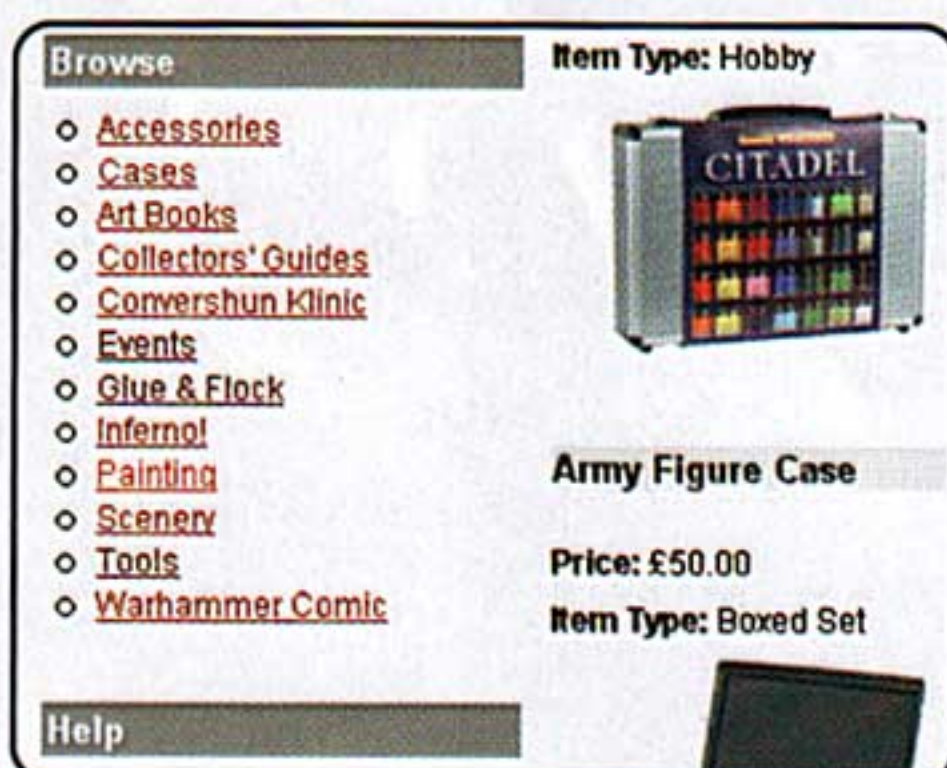 Browse
Accessories
Cases
Art Books
Collectors' Guides
Convershun Klinic
Events
Glue & Flock
Inferno!
Painting
Scenery
Tools
Warhammer Comic
Help
Item Type: Hobby
CITADEL
Army Figure Case
Price: £50.00
Item Type: Boxed Set